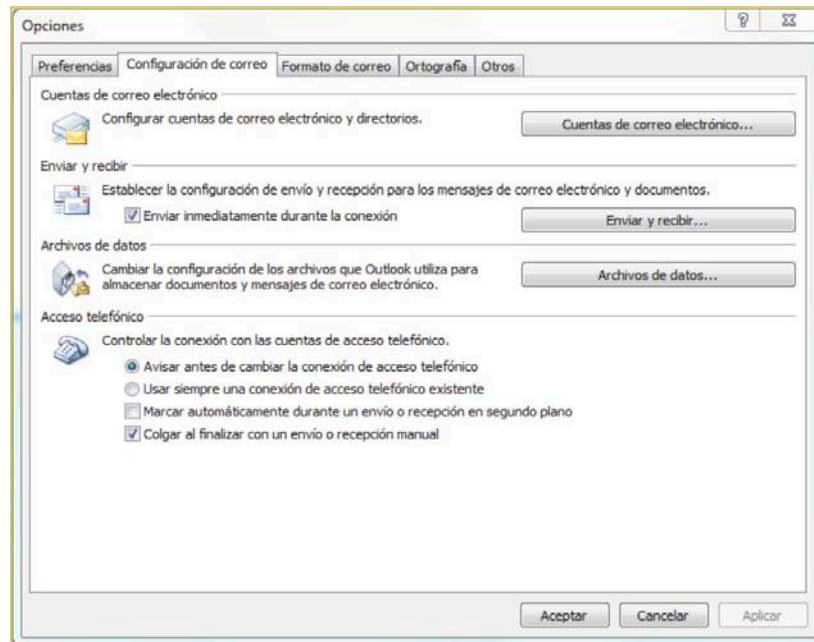 Opciones
Preferencias Configuración de correo Formato de correo Ortografía Otros
Cuentas de correo electrónico
Configurar cuentas de correo electrónico y directorios.
Cuentas de correo electrónico...
Enviar y recibir
Establecer la configuración de envío y recepción para los mensajes de correo electrónico y documentos.
Enviar inmediatamente durante la conexión
Enviar y recibir...
Archivos de datos
Cambiar la configuración de los archivos que Outlook utiliza para
almacenar documentos y mensajes de correo electrónico.
Archivos de datos...
Acceso telefónico
Controlar la conexión con las cuentas de acceso telefónico.
Avisar antes de cambiar la conexión de acceso telefónico
Usar siempre una conexión de acceso telefónico existente
Marcar automáticamente durante un envío o recepción en segundo plano
Colgar al finalizar con un envío o recepción manual
Aceptar Cancelar Aplicar